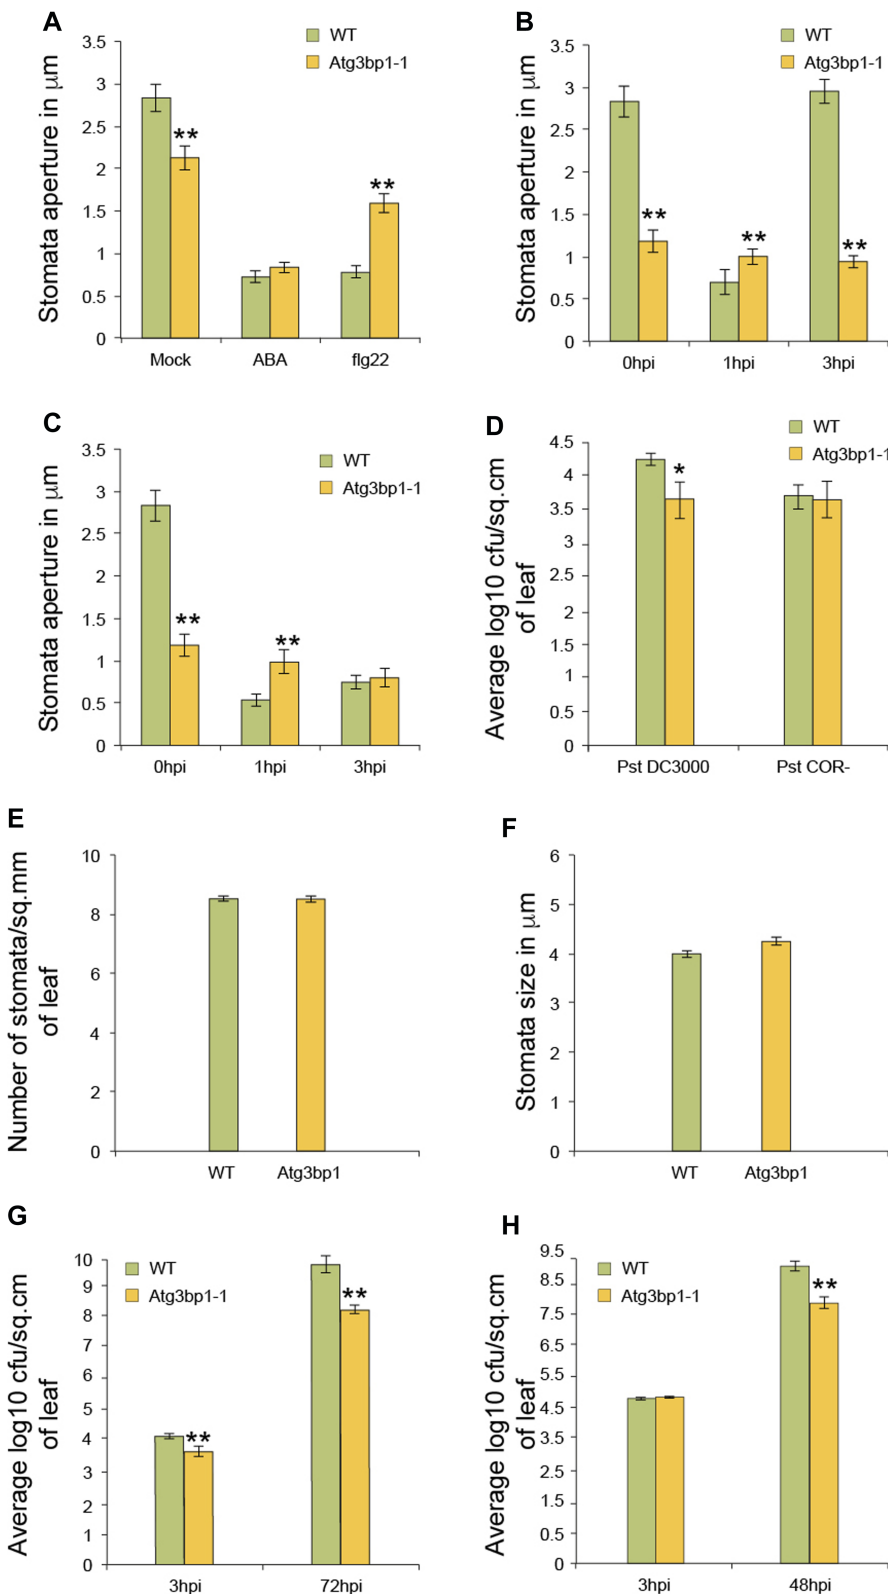 A
Stomata aperture in μm
3.5
3
2.5
2
1.5
1
0.5
0
WT
Atg3bp1-1
**
**
Mock
ABA
flg22
B
Stomata aperture in μm
3.5
3
2.5
2
1.5
1
0.5
0
WT
Atg3bp1-1
**
**
**
0hpi
1hpi
3hpi
C
Stomata aperture in μm
3.5
3
2.5
2
1.5
1
0.5
0
WT
Atg3bp1-1
**
**
0hpi
1hpi
3hpi
D
Average log10 cfu/sq.cm
of leaf
4.5
4
3.5
3
2.5
2
1.5
1
0.5
0
WT
Atg3bp1-1
*
Pst DC3000
Pst COR-
E
Number of stomata/sq.mm
of leaf
10
8
6
4
2
0
WT
Atg3bp1
F
Stomata size in μm
6
5
4
3
2
1
0
WT
Atg3bp1
G
Average log10 cfu/sq.cm
of leaf
10
9
8
7
6
5
4
3
2
1
0
WT
Atg3bp1-1
**
**
3hpi
72hpi
H
Average log10 cfu/sq.cm
of leaf
9.5
8.5
7.5
6.5
5.5
4.5
3.5
2.5
1.5
0.5
0
WT
Atg3bp1-1
**
3hpi
48hpi